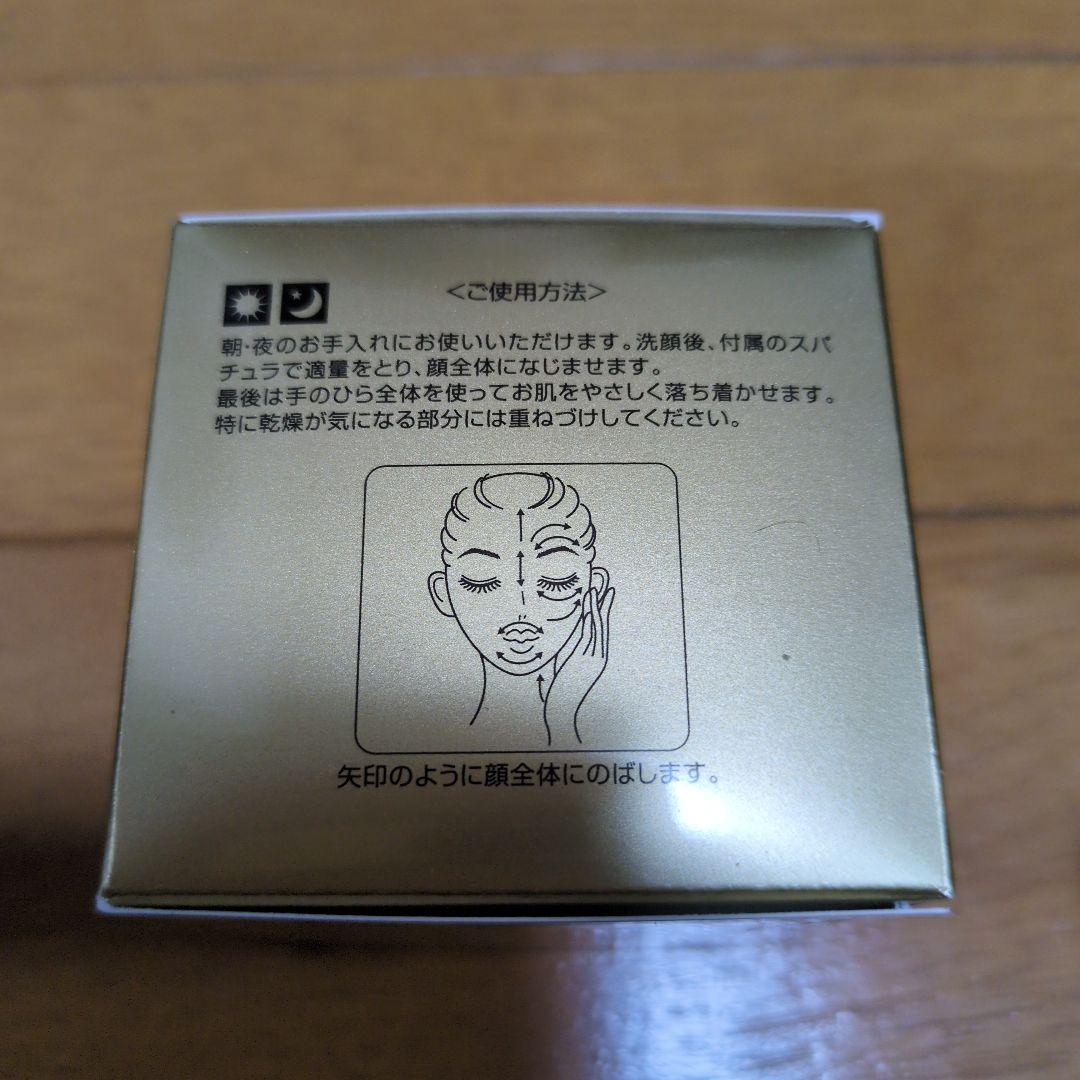 ＜ご使用方法＞
朝・夜のお手入れにお使いいただけます。洗顔後、付属のスパ
チュラで適量をとり、顔全体になじませます。
最後は手のひら全体を使ってお肌をやさしく落ち着かせます。
特に乾燥が気になる部分には重ねづけしてください。
矢印のように顔全体にのばします。